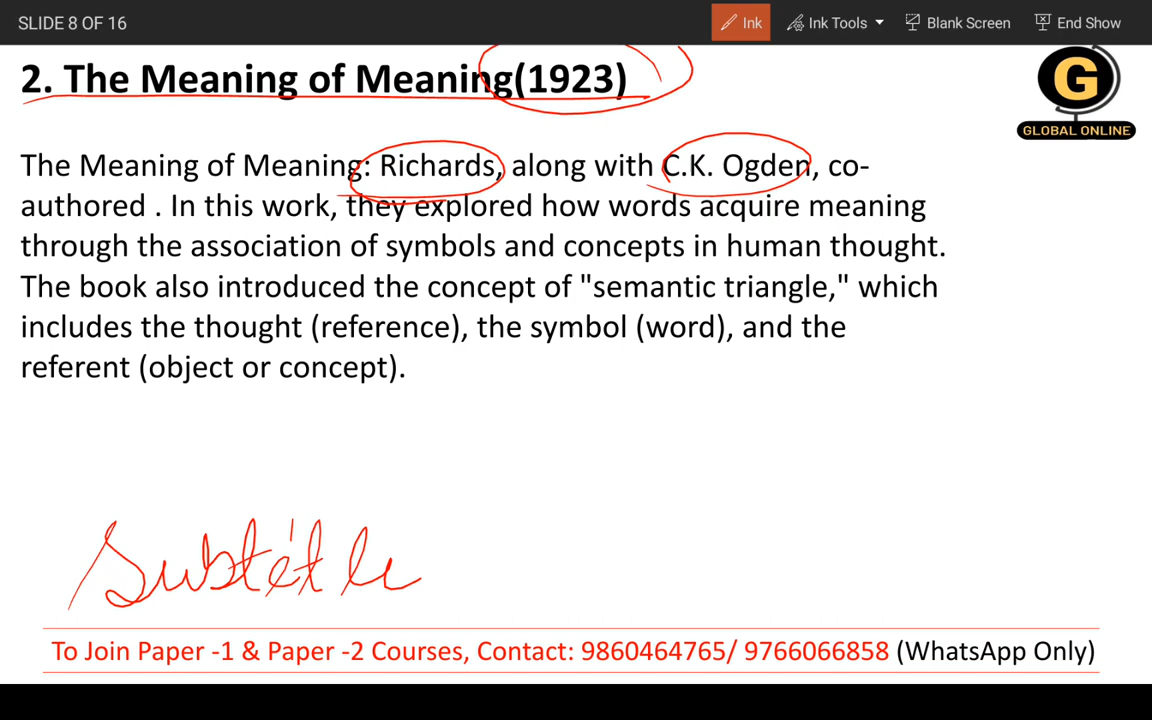 SLIDE 8 OF 16 Ink Ink Tools Blank Screen End Show
2. The Meaning of Meaning(1923)
G
GLOBAL ONLINE
The Meaning of Meaning: Richards, along with C.K. Ogden, co-
authored . In this work, they explored how words acquire meaning
through the association of symbols and concepts in human thought.
The book also introduced the concept of "semantic triangle," which
includes the thought (reference), the symbol (word), and the
referent (object or concept).
Subtitle
To Join Paper -1 & Paper -2 Courses, Contact: 9860464765/ 9766066858 (WhatsApp Only)